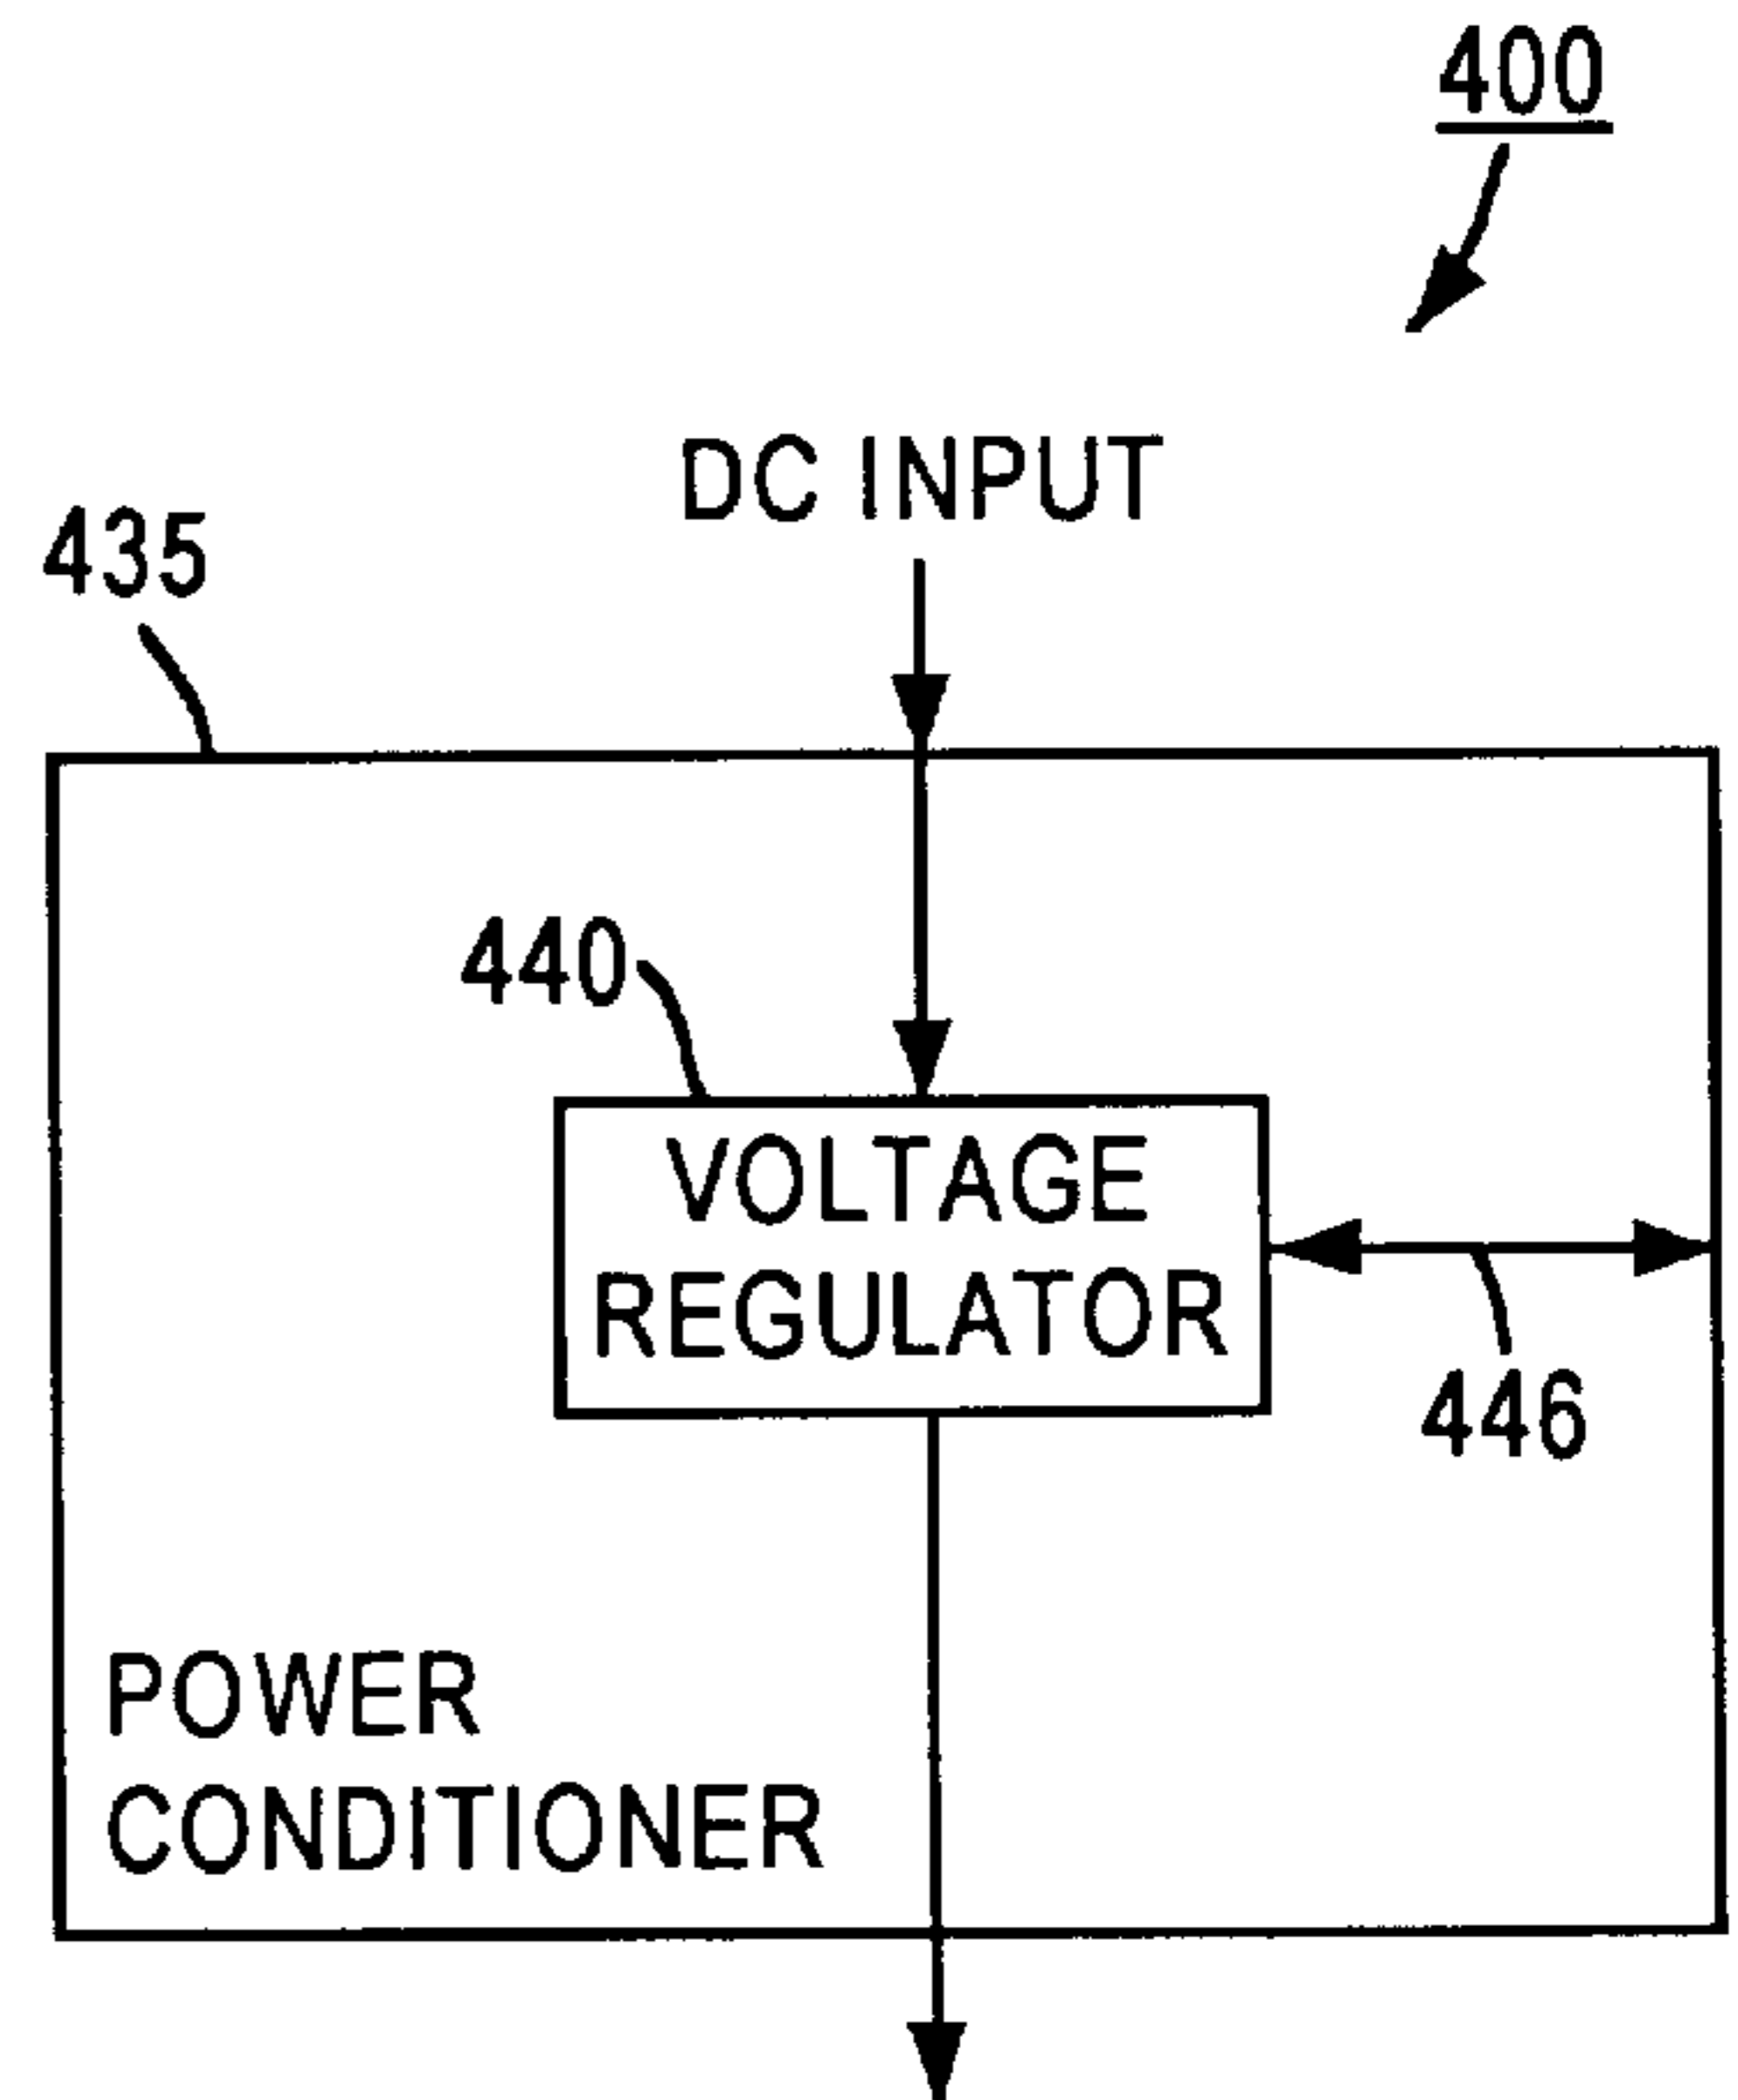 400
DC INPUT
435
440
VOLTAGE
REGULATOR
446
POWER
CONDITIONER